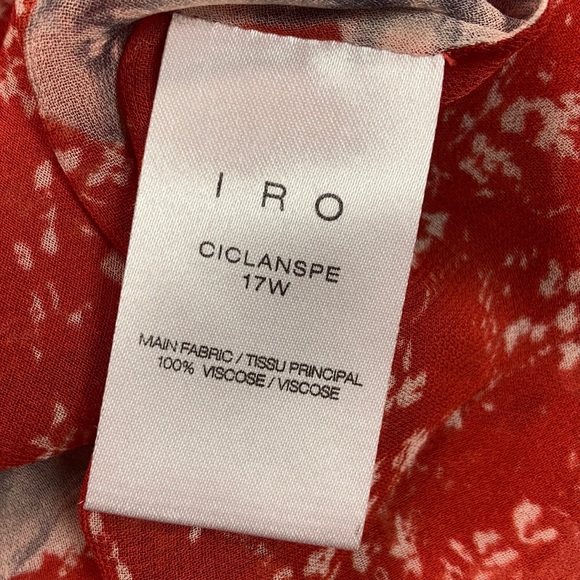 IRO
CICLANSPE
17W
MAIN FABRIC / TISSU PRINCIPAL
100% VISCOSE / VISCOSE